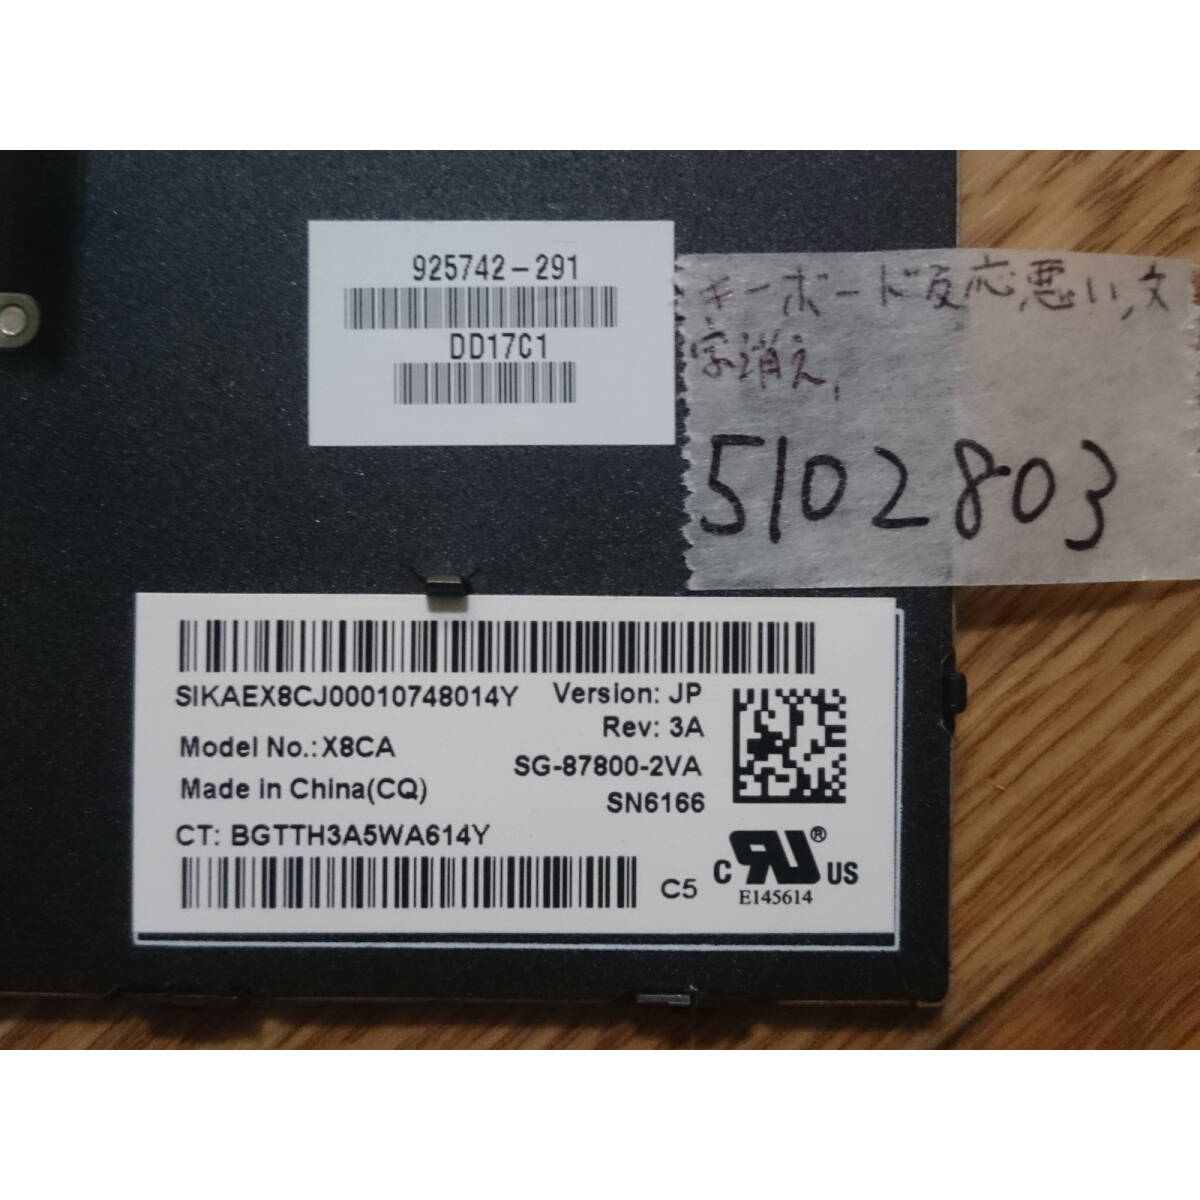 925742-291
DD17C1
キーボード反応悪い、文
字消え、
5102803
SIKAEX8CJ00010748014Y
Version: JP
Rev: 3A
Model No.: X8CA
SG-87800-2VA
Made in China(CQ)
SN6166
CT: BGTTH3A5WA614Y
C5
C RU® US
E145614